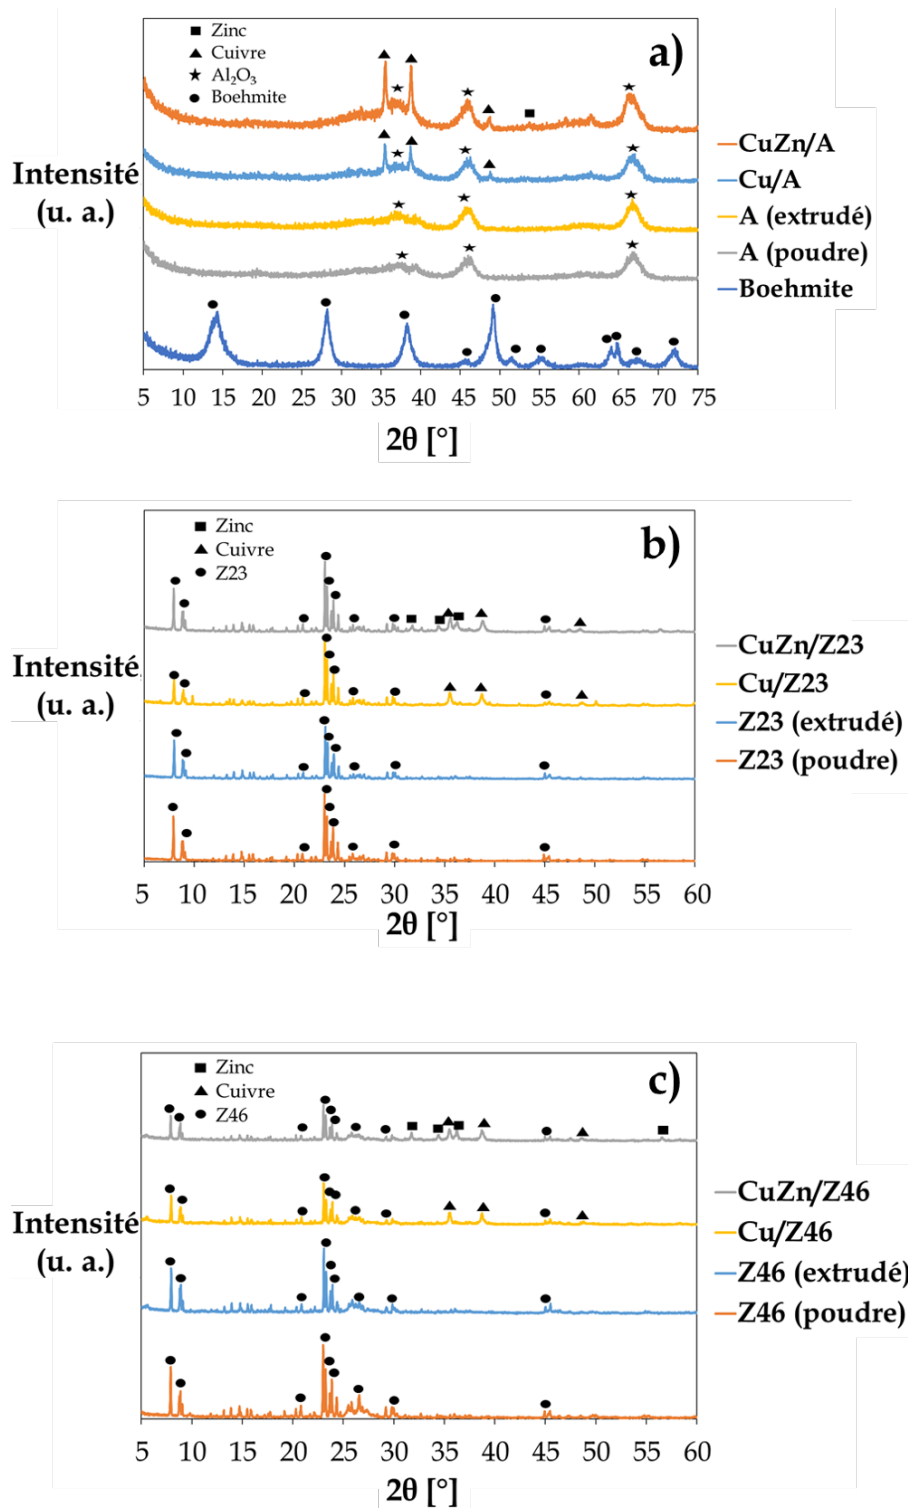 Zinc
Cuivre
Al₂O₃
Boehmite
a)
Intensité
(u. a.)
CuZn/A
Cu/A
A (extrudé)
A (poudre)
Boehmite
5 10 15 20 25 30 35 40 45 50 55 60 65 70 75
2θ [°]
Zinc
Cuivre
Z23
b)
Intensité
(u. a.)
CuZn/Z23
Cu/Z23
Z23 (extrudé)
Z23 (poudre)
5 10 15 20 25 30 35 40 45 50 55 60
2θ [°]
Zinc
Cuivre
Z46
c)
Intensité
(u. a.)
CuZn/Z46
Cu/Z46
Z46 (extrudé)
Z46 (poudre)
5 10 15 20 25 30 35 40 45 50 55 60
2θ [°]